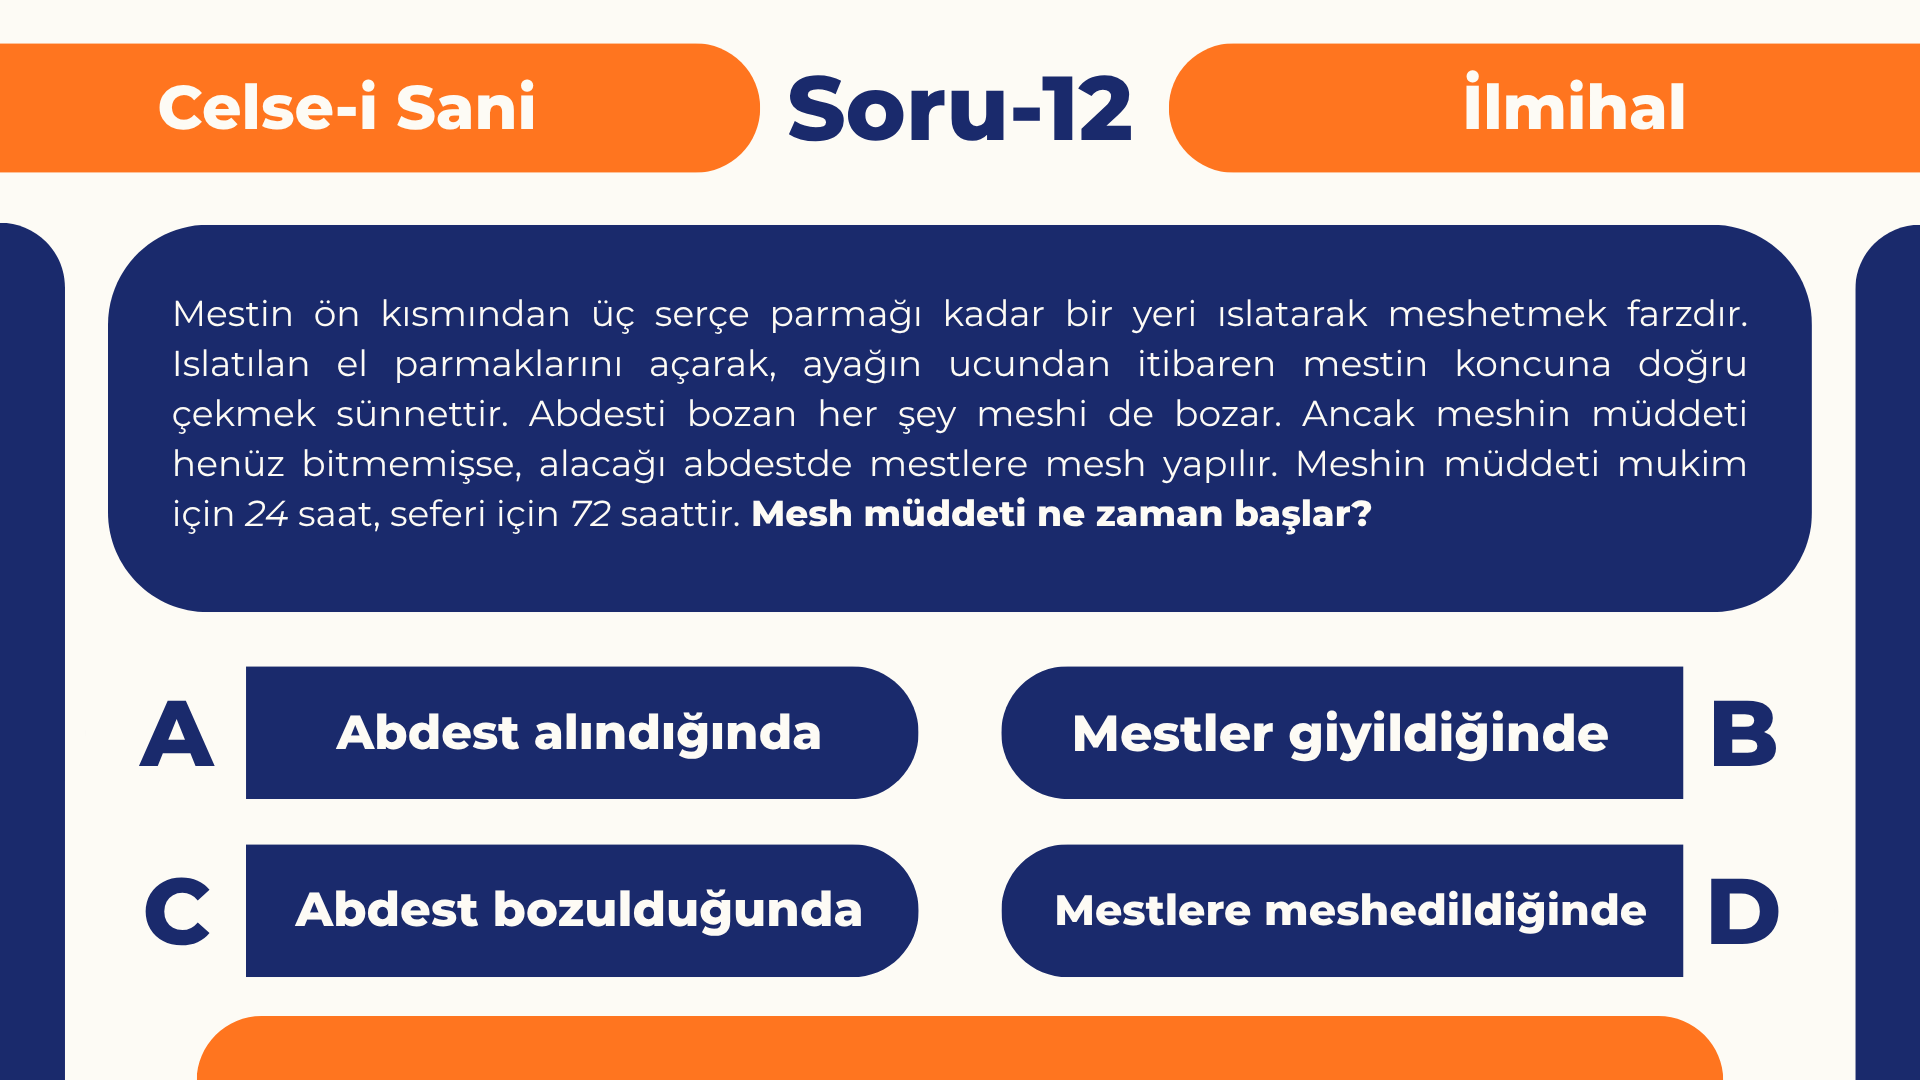 Celse-i Sani
Soru-12
İlmihal
Mestin ön kısmından üç serçe parmağı kadar bir yeri ıslatarak meshetmek farzdır.
Islatılan el parmaklarını açarak, ayağın ucundan itibaren mestin koncuna doğru
çekmek sünnettir. Abdesti bozan her şey meshi de bozar. Ancak meshin müddeti
henüz bitmemişse, alacağı abdestde mestlere mesh yapılır. Meshin müddeti mukim
için 24 saat, seferi için 72 saattir. Mesh müddeti ne zaman başlar?
A
Abdest alındığında
Mestler giyildiğinde
B
C
Abdest bozulduğunda
Mestlere meshedildiğinde
D